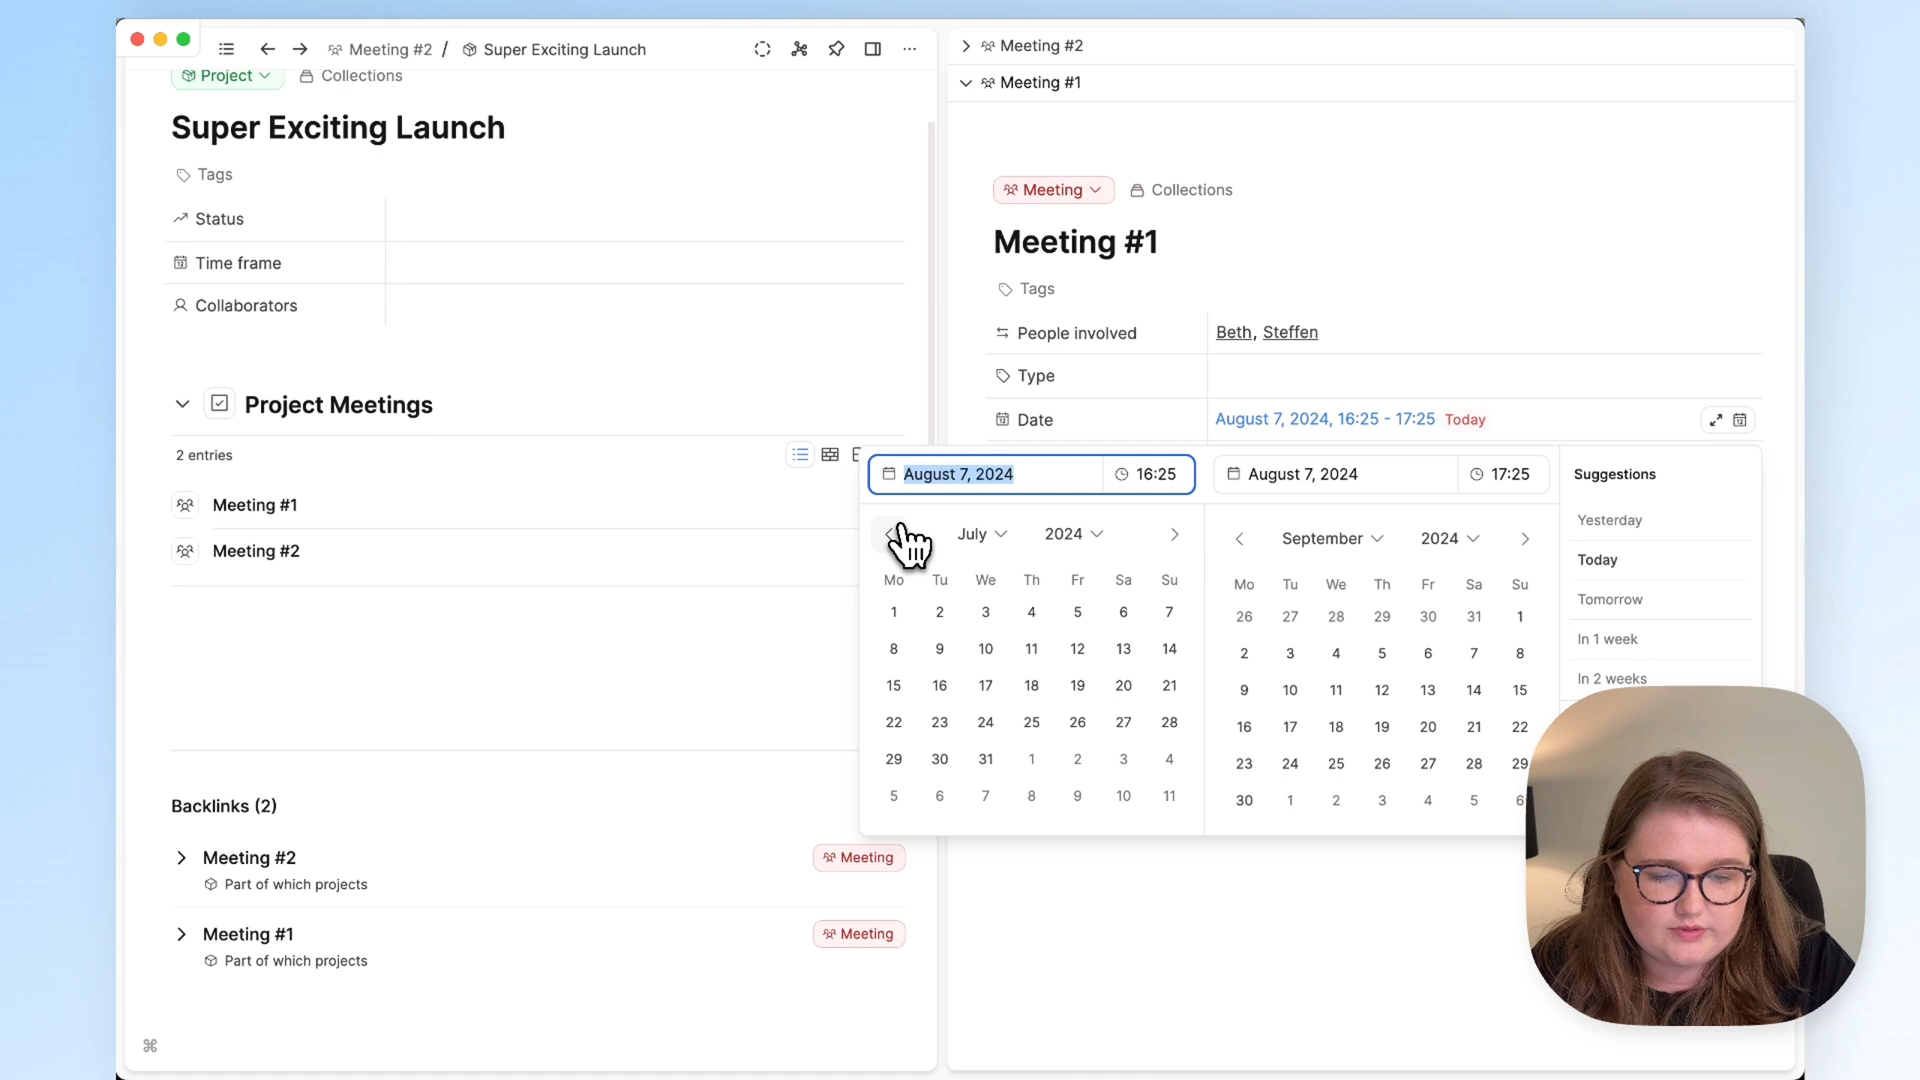 Meeting #2 / Super Exciting Launch
Project Collections
Super Exciting Launch
Tags
Status
Time frame
Collaborators
Project Meetings
2 entries
Meeting #1
Meeting #2
Backlinks (2)
Meeting #2 Meeting
Part of which projects
Meeting #1 Meeting
Part of which projects
⌘
Meeting #2
Meeting #1
Meeting Collections
Meeting #1
Tags
People involved Beth, Steffen
Type
Date August 7, 2024, 16:25 - 17:25 Today
August 7, 2024 16:25 August 7, 2024 17:25
July 2024
Mo Tu We Th Fr Sa Su
1 2 3 4 5 6 7
8 9 10 11 12 13 14
15 16 17 18 19 20 21
22 23 24 25 26 27 28
29 30 31 1 2 3 4
5 6 7 8 9 10 11
September 2024
Mo Tu We Th Fr Sa Su
26 27 28 29 30 31 1
2 3 4 5 6 7 8
9 10 11 12 13 14 15
16 17 18 19 20 21 22
23 24 25 26 27 28 29
30 1 2 3 4 5 6
Suggestions
Yesterday
Today
Tomorrow
In 1 week
In 2 weeks